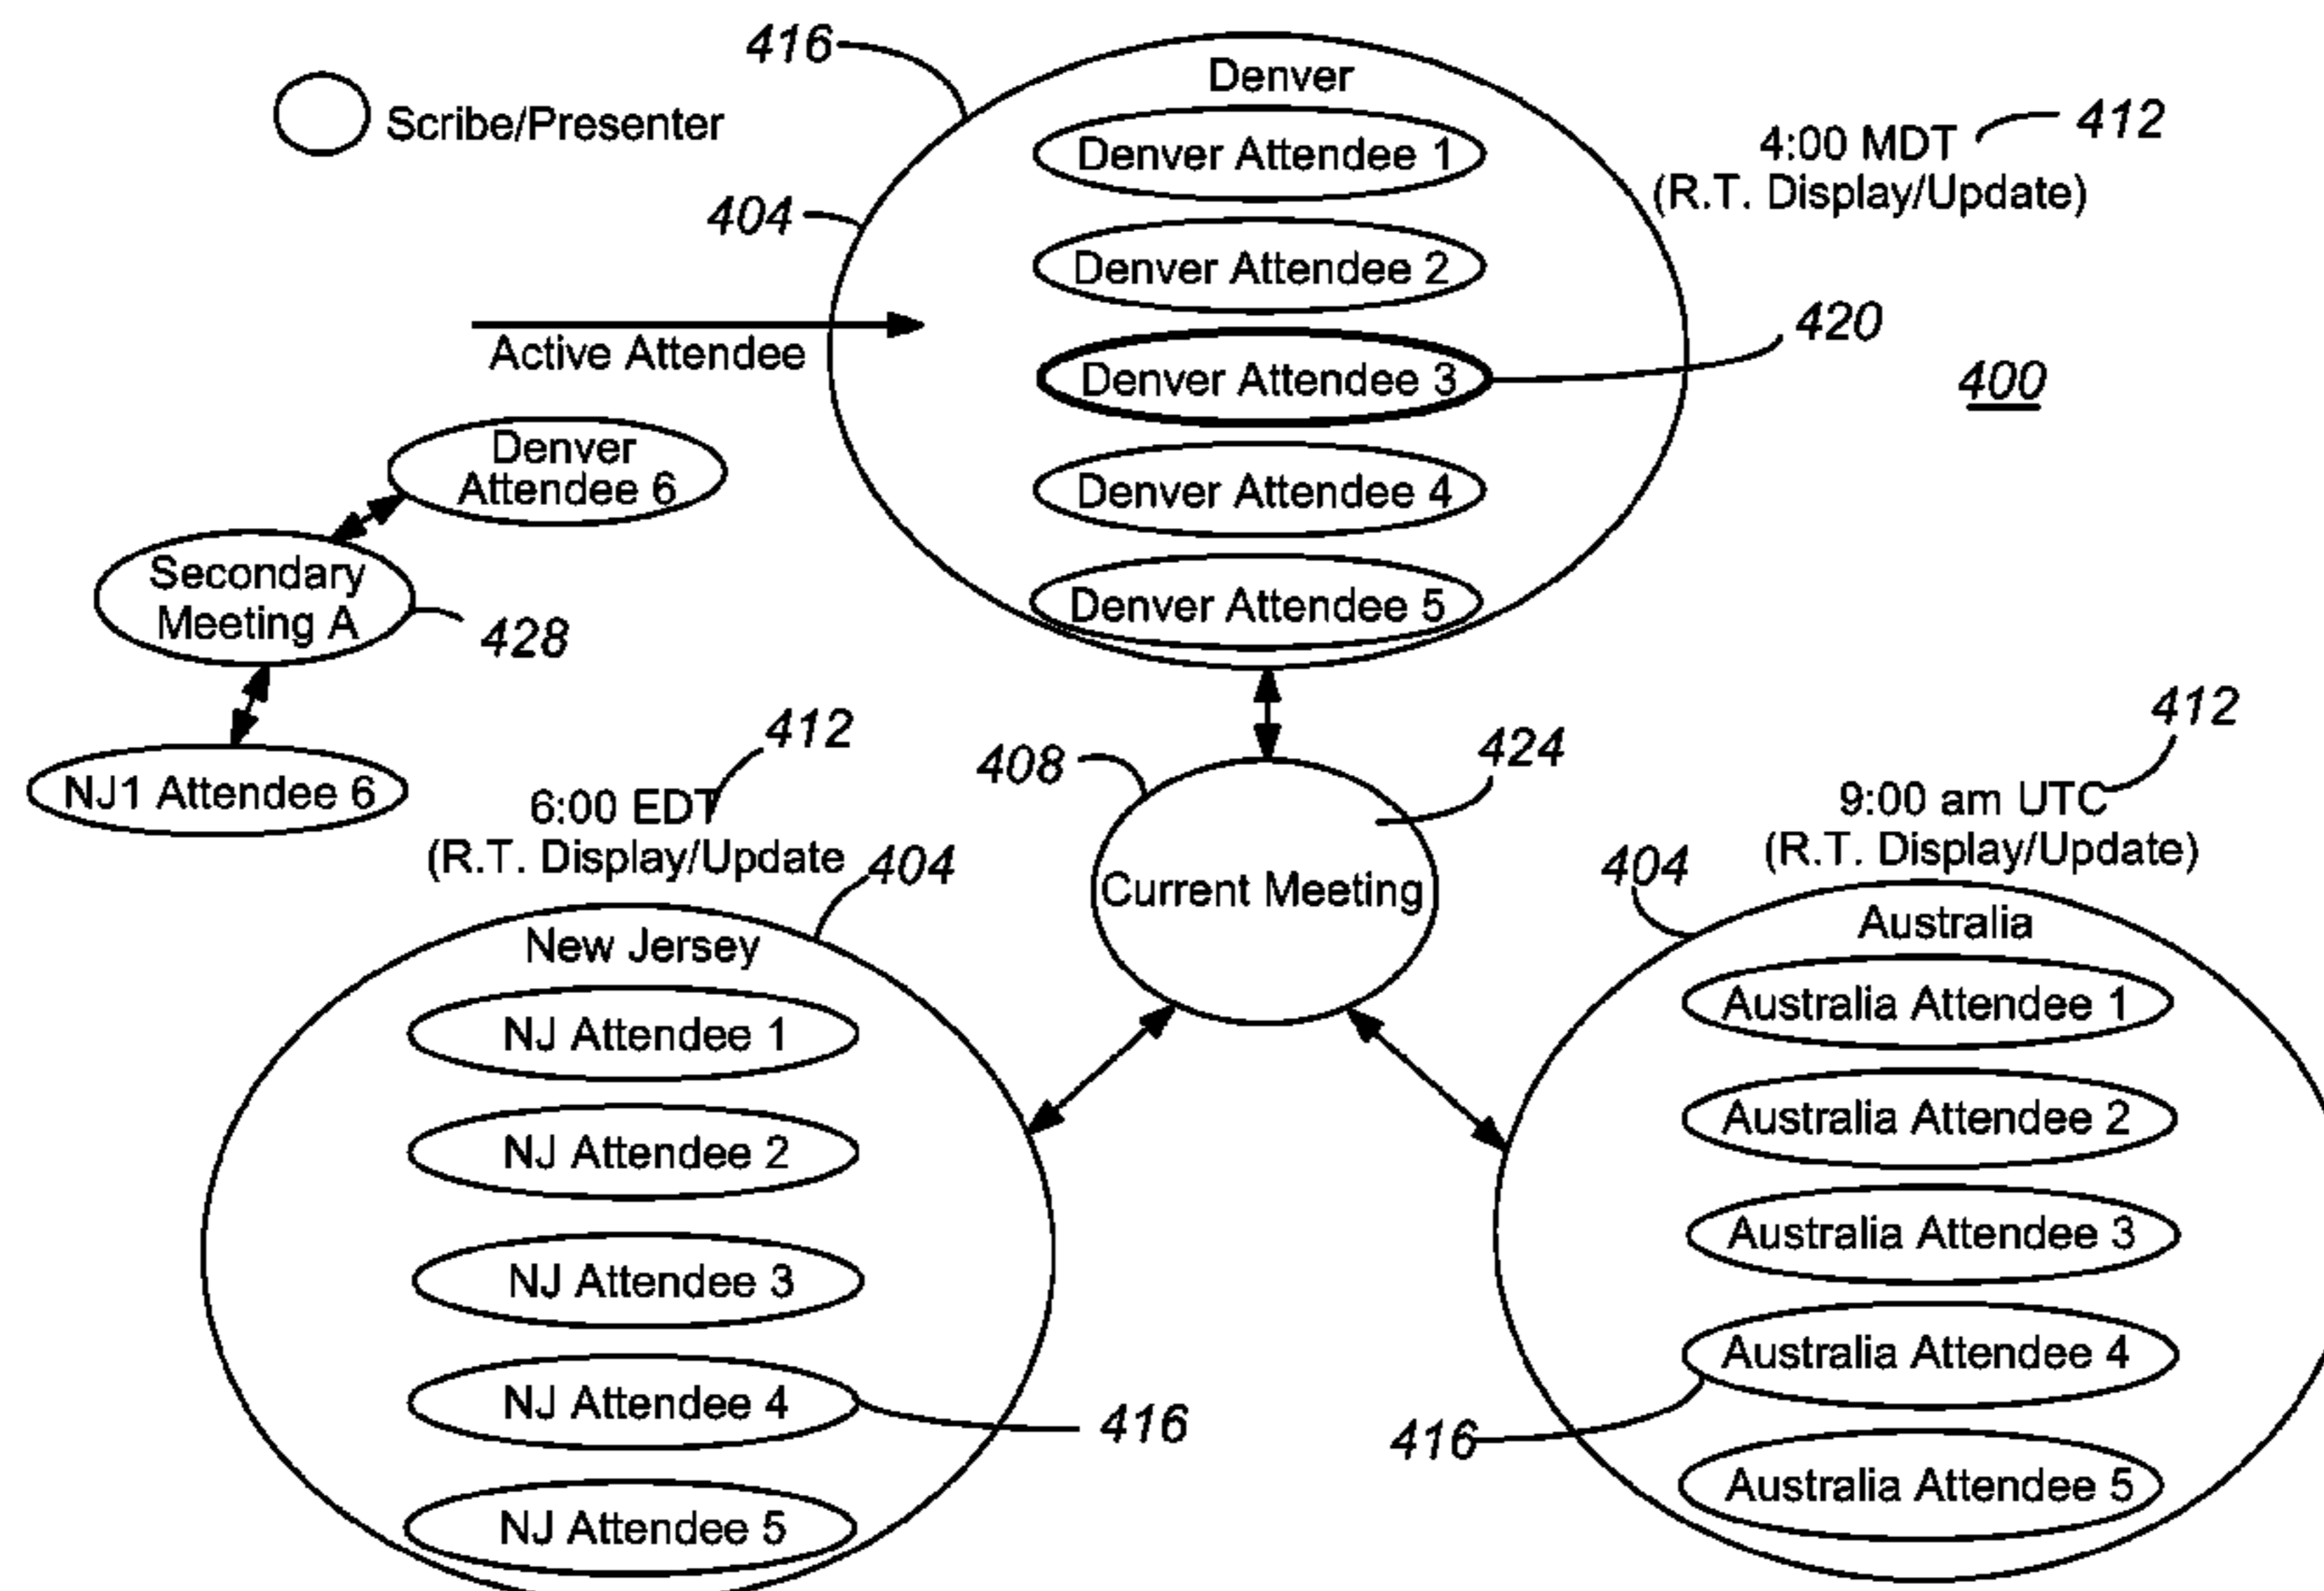 416
Denver
Scribe/Presenter
Denver Attendee 1
4:00 MDT
412
(R.T. Display/Update)
404
Denver Attendee 2
Active Attendee
420
Denver Attendee 3
400
Denver
Attendee 6
Denver Attendee 4
Secondary
Meeting A
428
Denver Attendee 5
NJ1 Attendee 6
412
6:00 EDT
(R.T. Display/Update
404
408
424
Current Meeting
412
9:00 am UTC
(R.T. Display/Update)
404
New Jersey
NJ Attendee 1
NJ Attendee 2
NJ Attendee 3
NJ Attendee 4
416
NJ Attendee 5
Australia
Australia Attendee 1
Australia Attendee 2
Australia Attendee 3
Australia Attendee 4
416
Australia Attendee 5